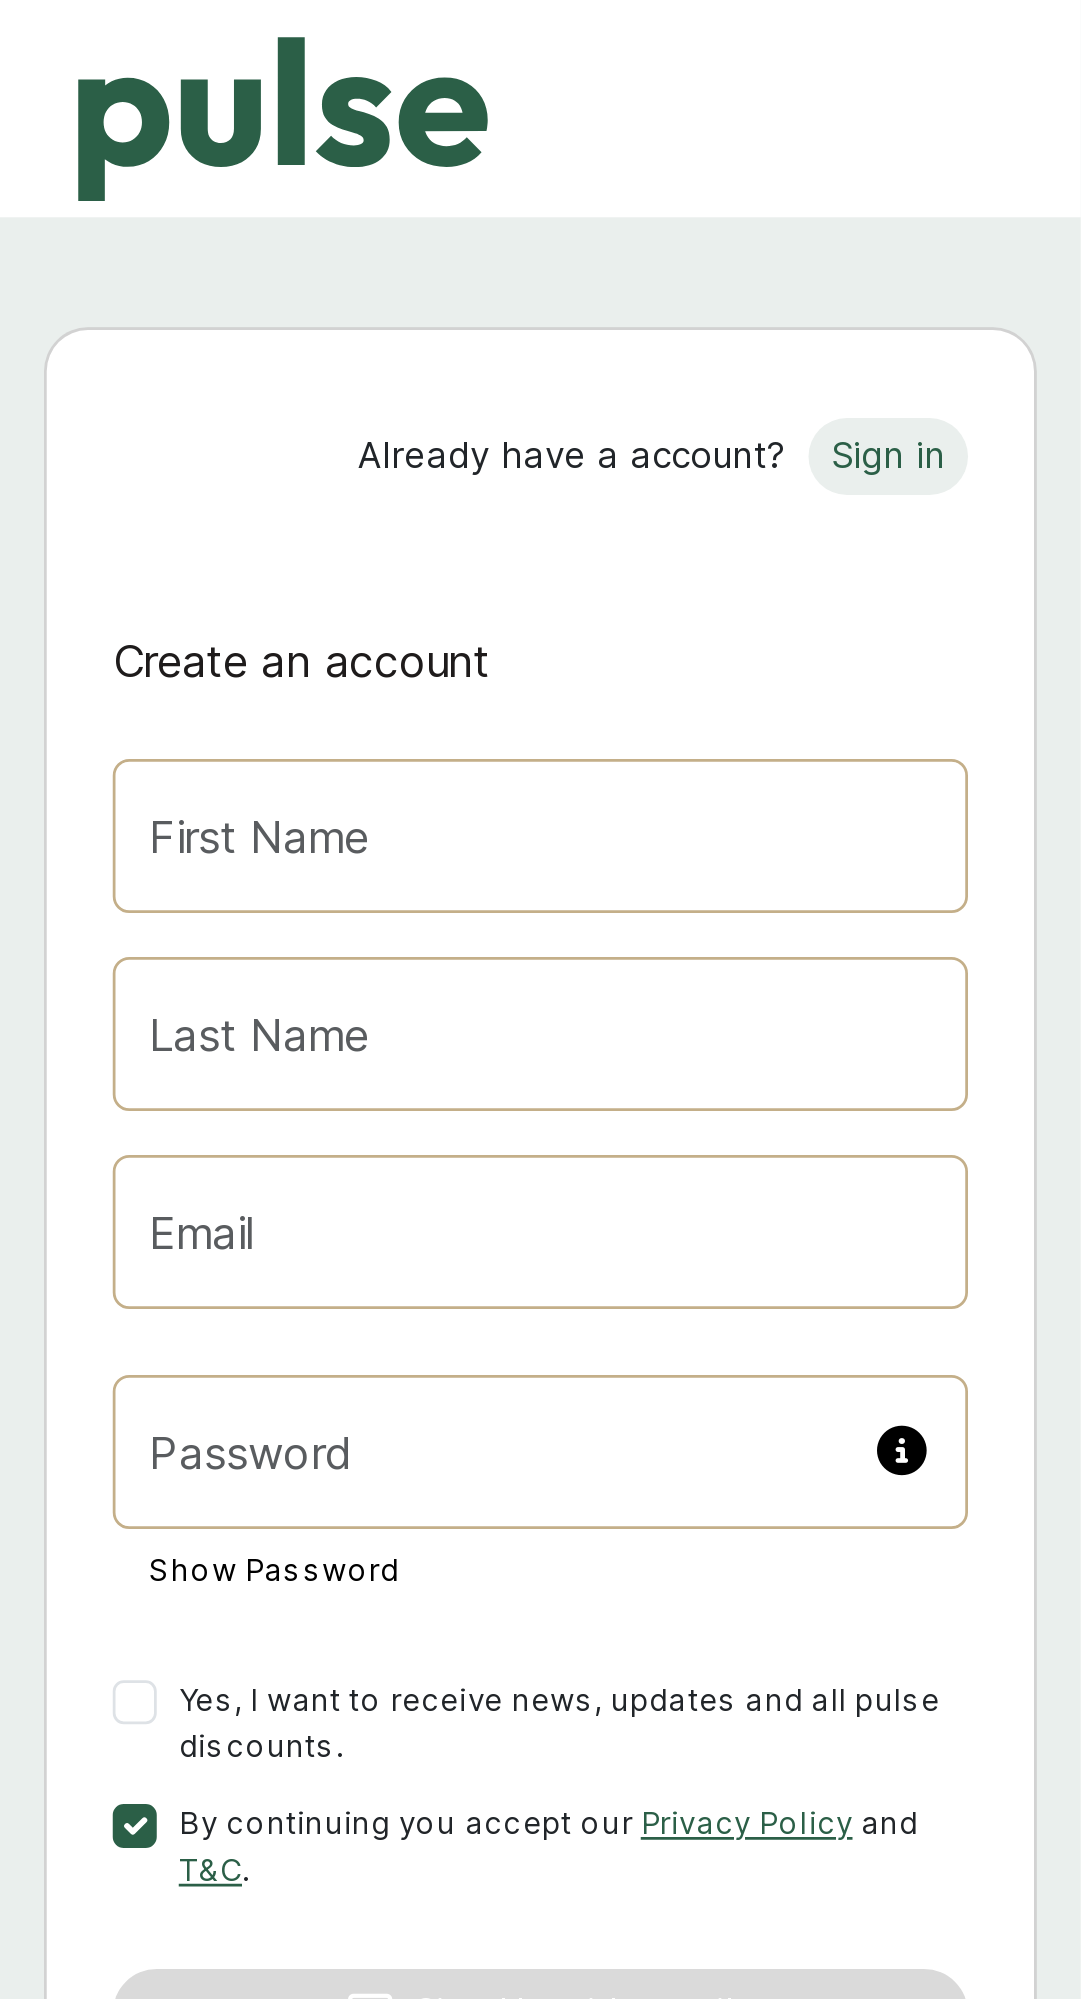 pulse
Already have a account? Sign in
Create an account
First Name
Last Name
Email
Password
Show Password
Yes, I want to receive news, updates and all pulse
discounts.
By continuing you accept our Privacy Policy and
T&C.